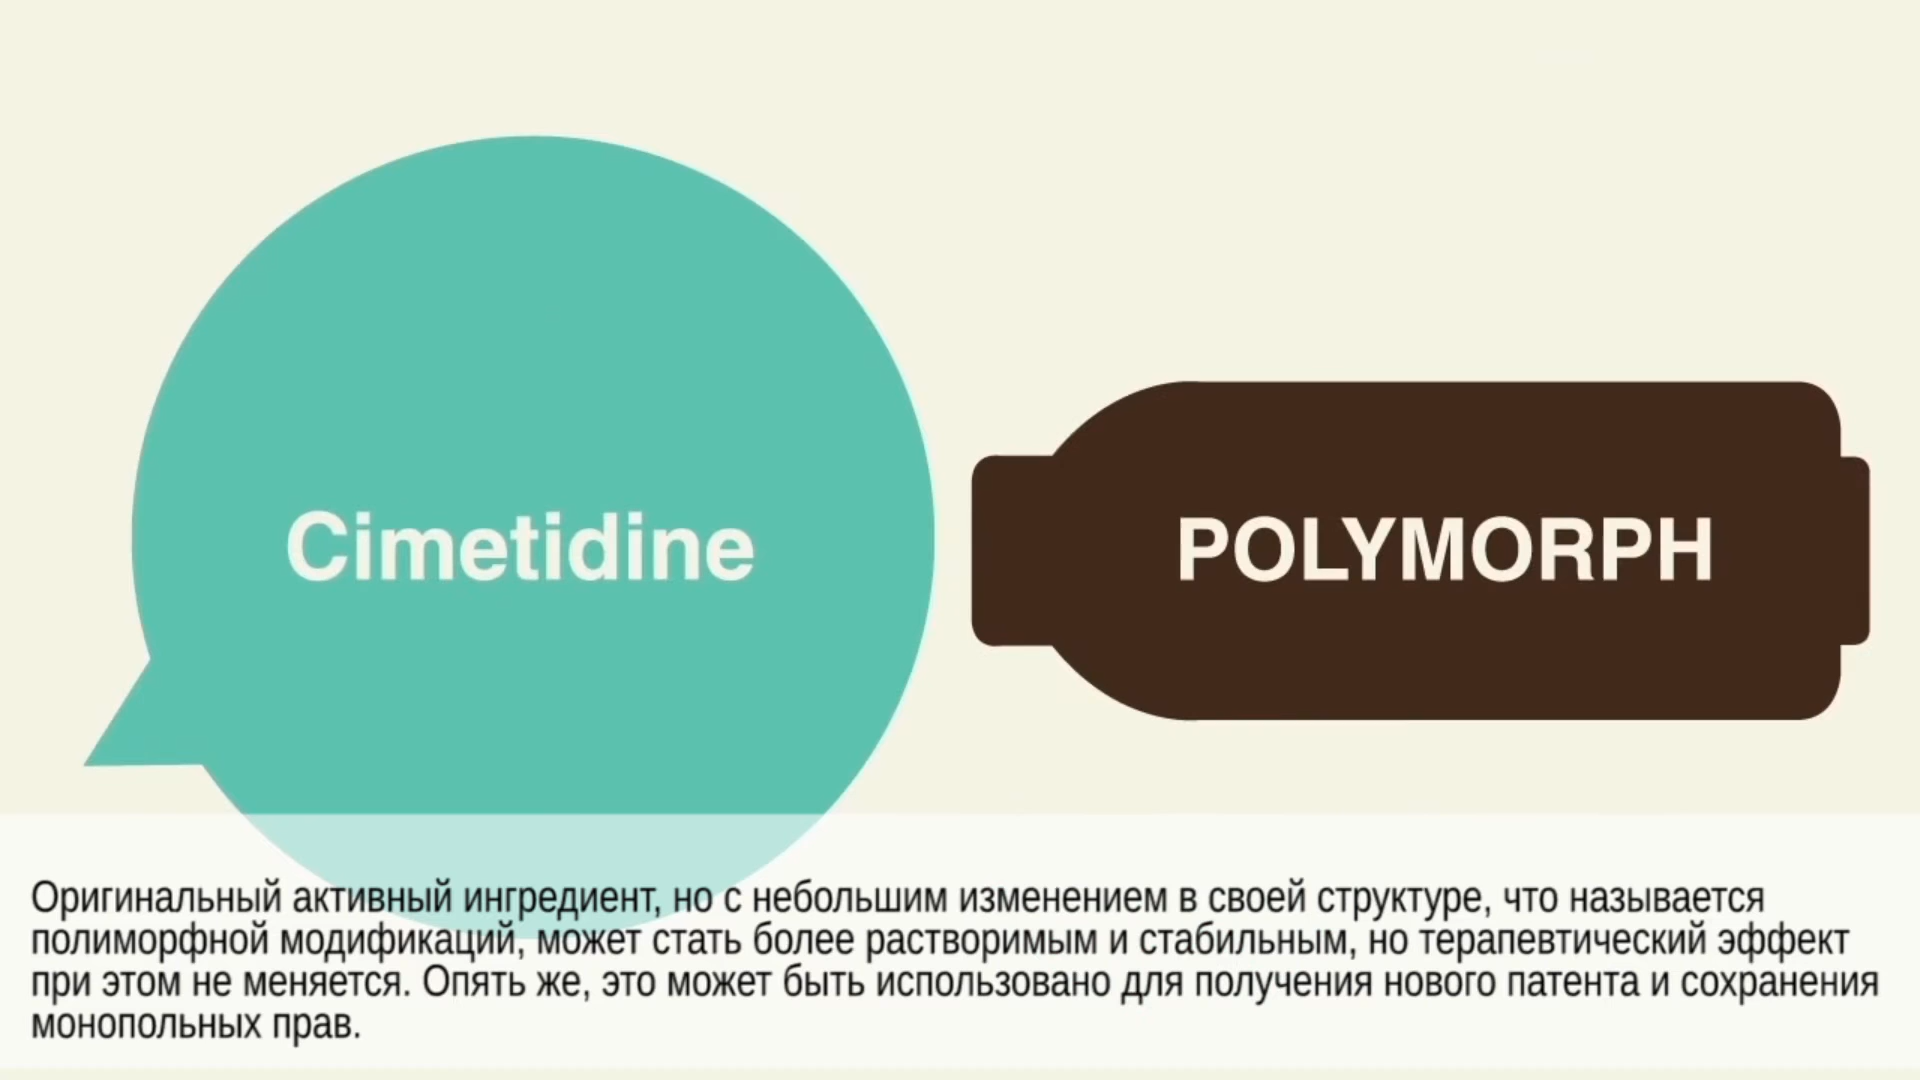 Cimetidine
POLYMORPH
Оригинальный активный ингредиент, но с небольшим изменением в своей структуре, что называется
полиморфной модификаций, может стать более растворимым и стабильным, но терапевтический эффект
при этом не меняется. Опять же, это может быть использовано для получения нового патента и сохранения
монопольных прав.